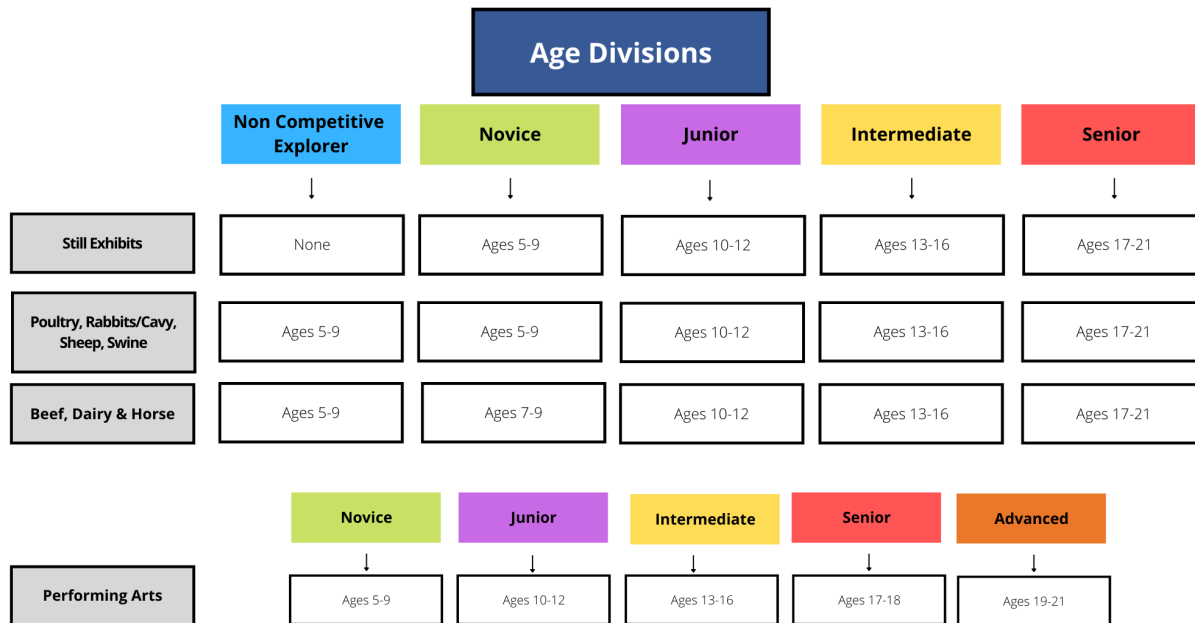 Age Divisions
Non Competitive
Explorer
Novice
Junior
Intermediate
Senior
Still Exhibits
None
Ages 5-9
Ages 10-12
Ages 13-16
Ages 17-21
Poultry, Rabbits/Cavy,
Sheep, Swine
Ages 5-9
Ages 5-9
Ages 10-12
Ages 13-16
Ages 17-21
Beef, Dairy & Horse
Ages 5-9
Ages 7-9
Ages 10-12
Ages 13-16
Ages 17-21
Novice
Junior
Intermediate
Senior
Advanced
Performing Arts
Ages 5-9
Ages 10-12
Ages 13-16
Ages 17-18
Ages 19-21